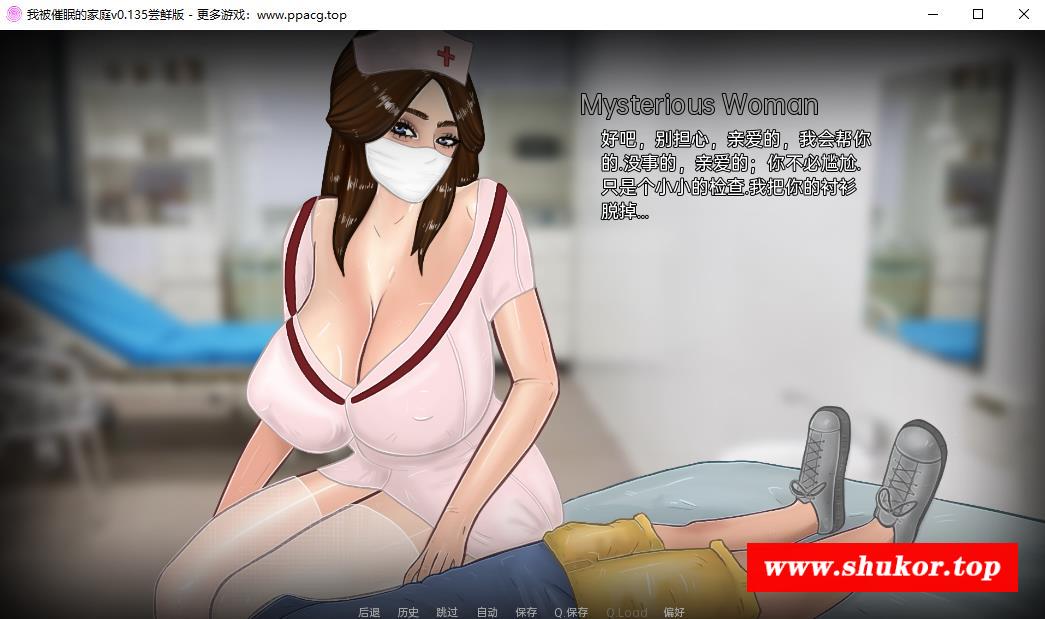 我被催眠的家庭v0.135尝鲜版 - 更多游戏：www.ppacg.top
Mysterious Woman
好吧，别担心，亲爱的，我会帮你
的.没事的，亲爱的；你不必尴尬.
只是个小小的检查.我把你的衬衫
脱掉...
www.shukor.top
后退 历史 跳过 自动 保存 Q.保存 Q.Load 偏好